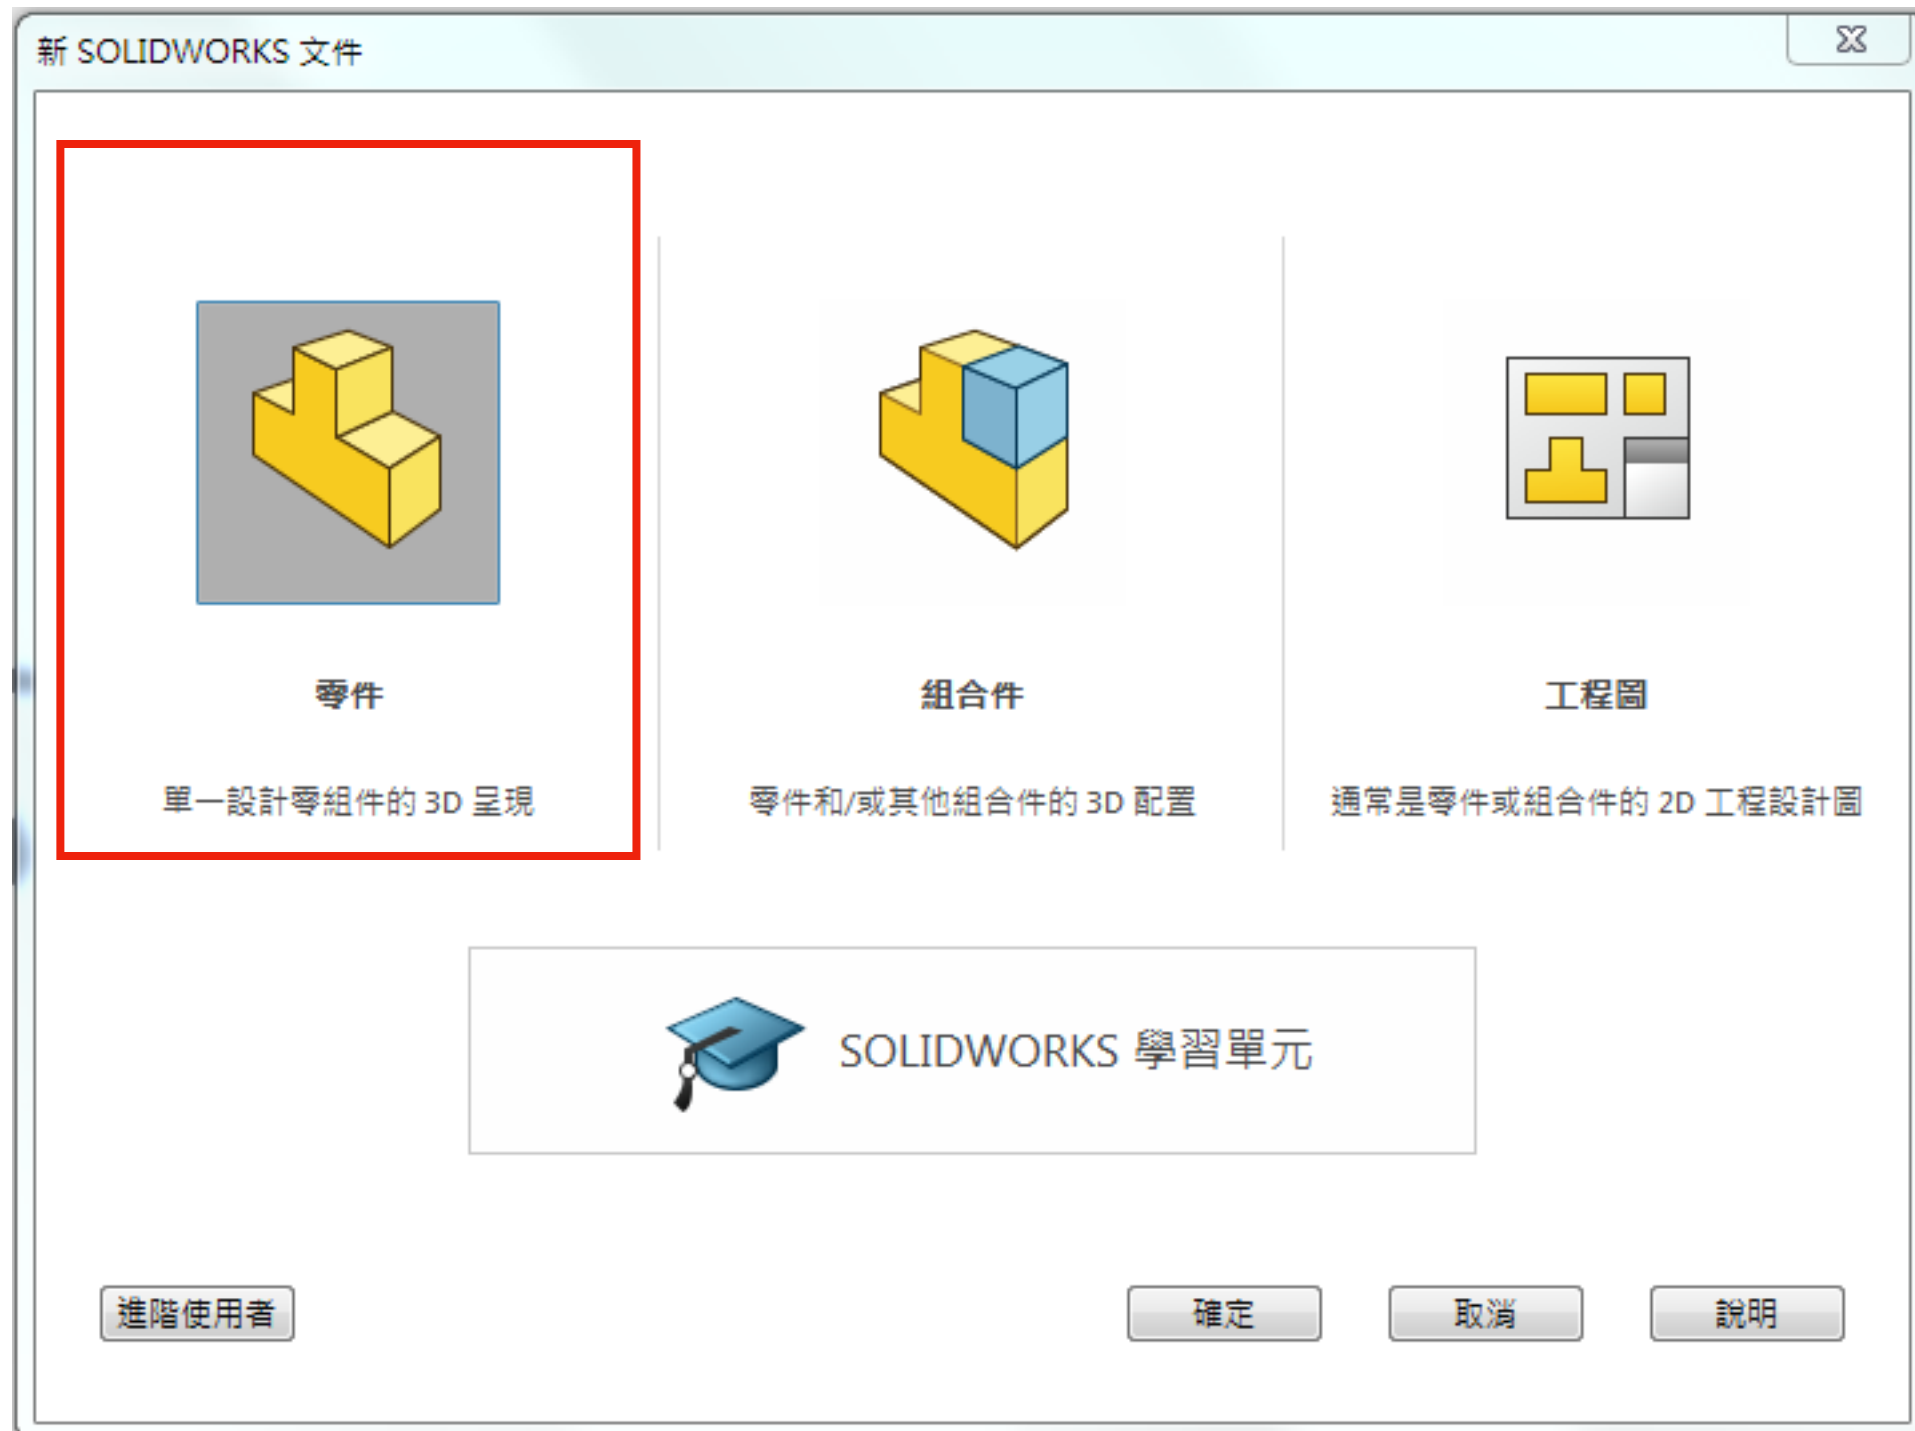 新 SOLIDWORKS 文件
零件
單一設計零組件的 3D 呈現
組合件
零件和/或其他組合件的 3D 配置
工程圖
通常是零件或組合件的 2D 工程設計圖
SOLIDWORKS 學習單元
進階使用者
確定
取消
說明